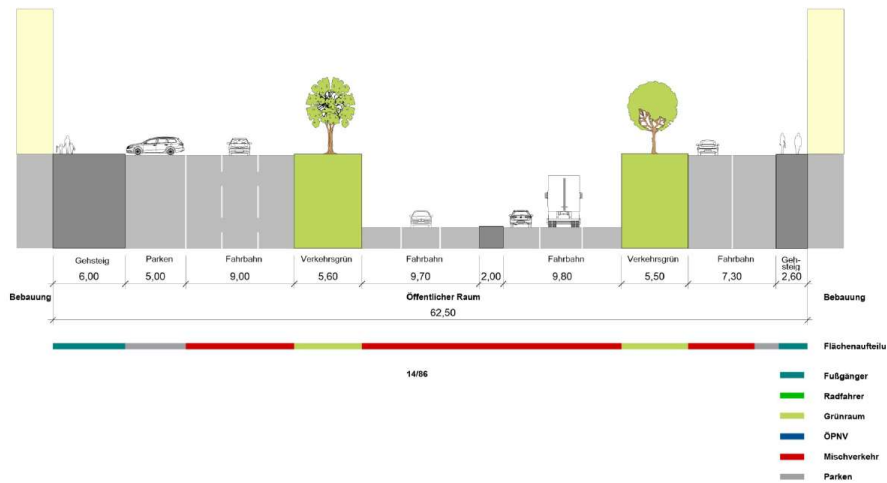 Gehsteig Parken Fahrbahn Verkehrsgrün Fahrbahn Fahrbahn Verkehrsgrün Fahrbahn Geh-
steig
6,00 5,00 9,00 5,60 9,70 2,00 9,80 5,50 7,30 2,60
Bebauung Öffentlicher Raum Bebauung
62,50
Flächenaufteilu
14/86
Fußgänger
Radfahrer
Grünraum
ÖPNV
Mischverkehr
Parken